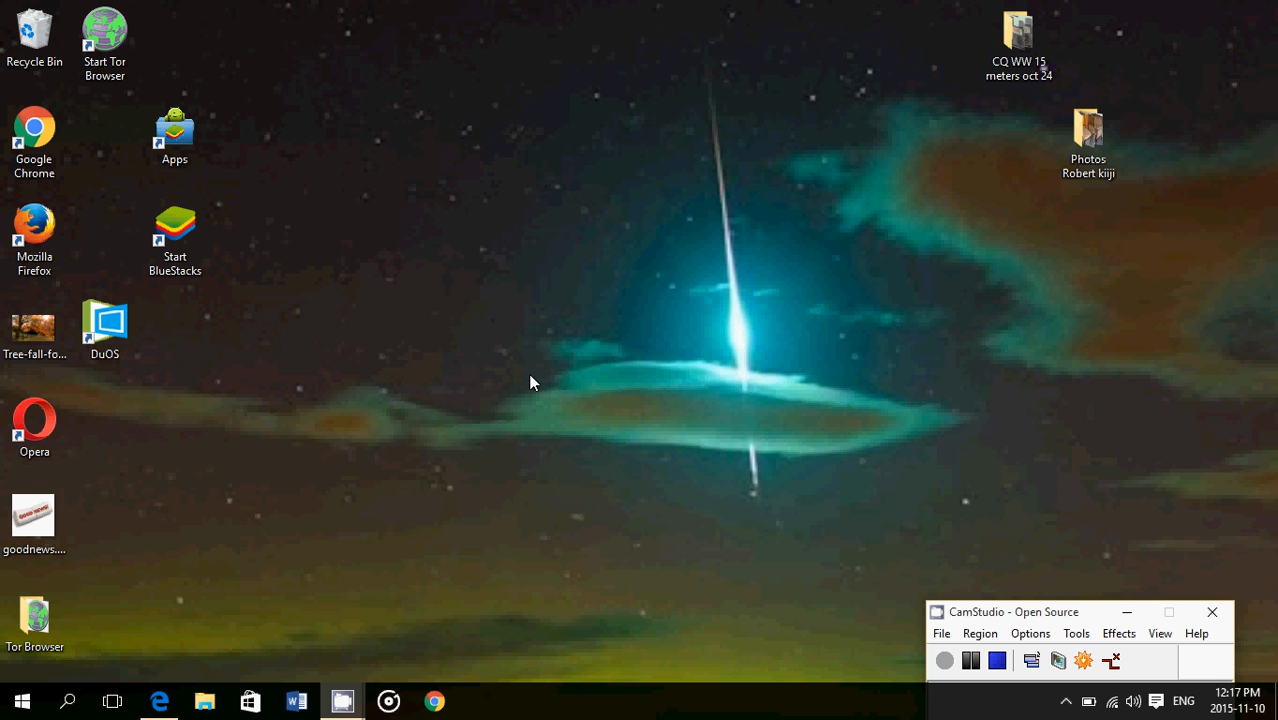 Recycle Bin
Start Tor
Browser
Google
Chrome
Apps
Mozilla
Firefox
Start
BlueStacks
Tree-fall-fo...
DuOS
Opera
GOOD NEWS!
goodnews....
Tor Browser
CQ WW 15
meters oct 24
Photos
Robert kiiji
CamStudio - Open Source
File Region Options Tools Effects View Help
ENG
12:17 PM
2015-11-10